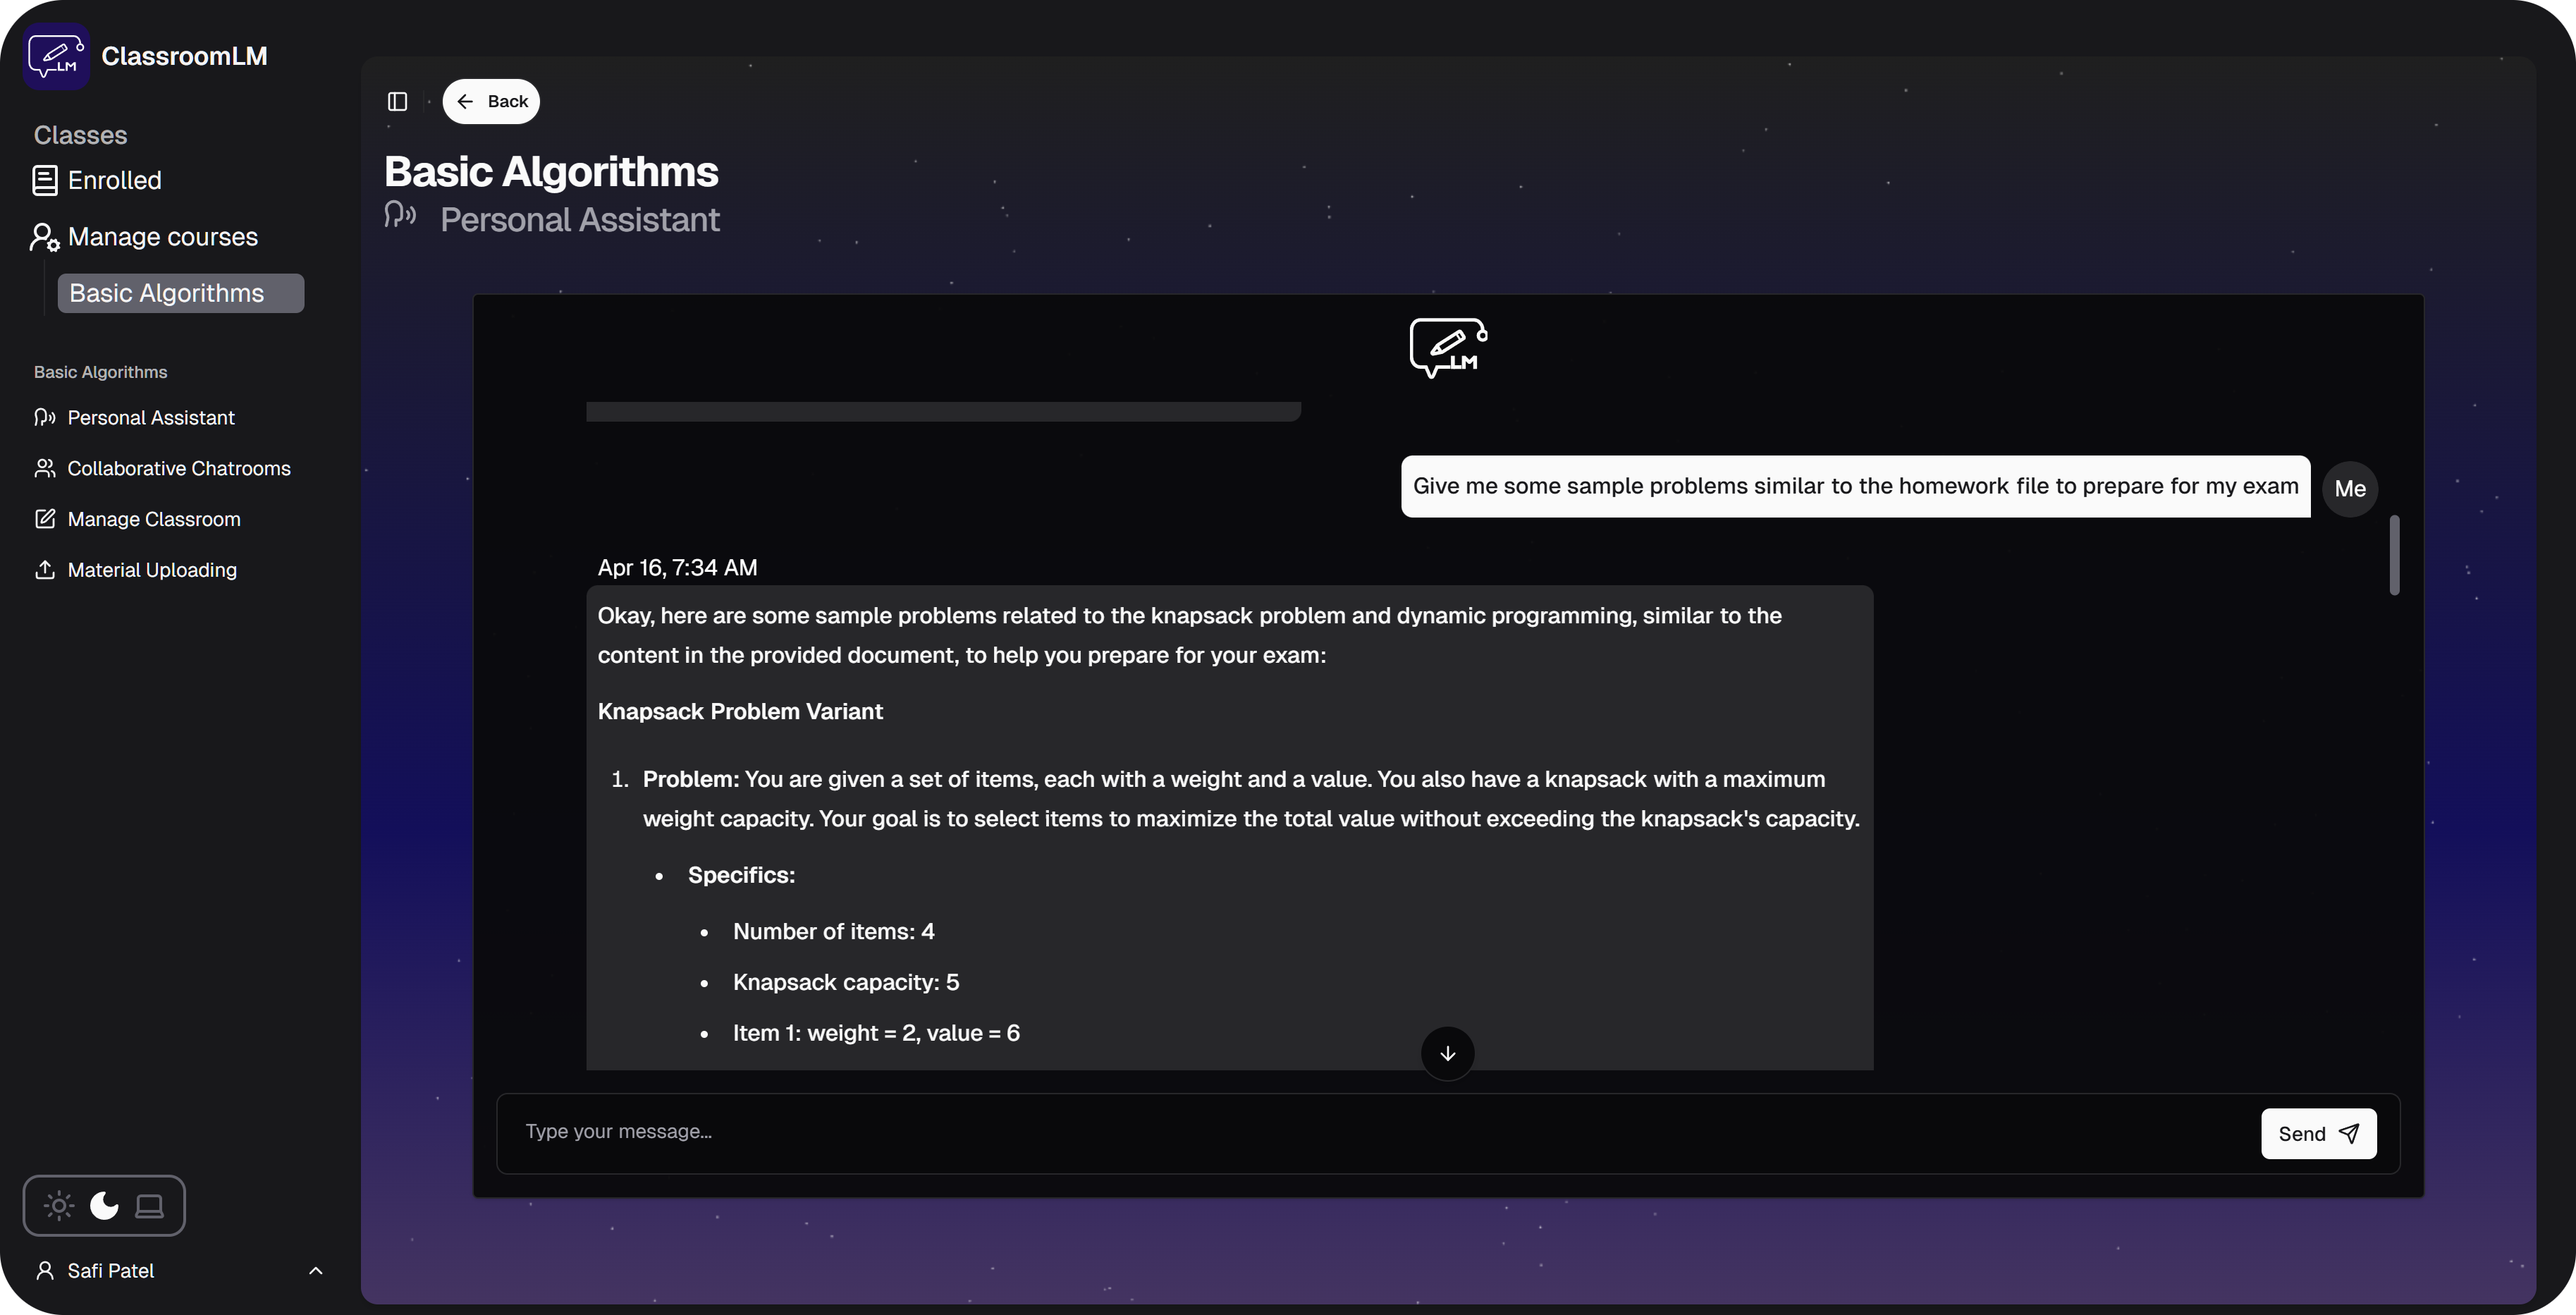 LM
ClassroomLM
Classes
Enrolled
Manage courses
Basic Algorithms
Basic Algorithms
Personal Assistant
Collaborative Chatrooms
Manage Classroom
Material Uploading
Safi Patel
Back
Basic Algorithms
Personal Assistant
LM
Give me some sample problems similar to the homework file to prepare for my exam
Me
Apr 16, 7:34 AM
Okay, here are some sample problems related to the knapsack problem and dynamic programming, similar to the
content in the provided document, to help you prepare for your exam:
Knapsack Problem Variant
1. Problem: You are given a set of items, each with a weight and a value. You also have a knapsack with a maximum
weight capacity. Your goal is to select items to maximize the total value without exceeding the knapsack's capacity.
• Specifics:
• Number of items: 4
• Knapsack capacity: 5
• Item 1: weight = 2, value = 6
Type your message...
Send